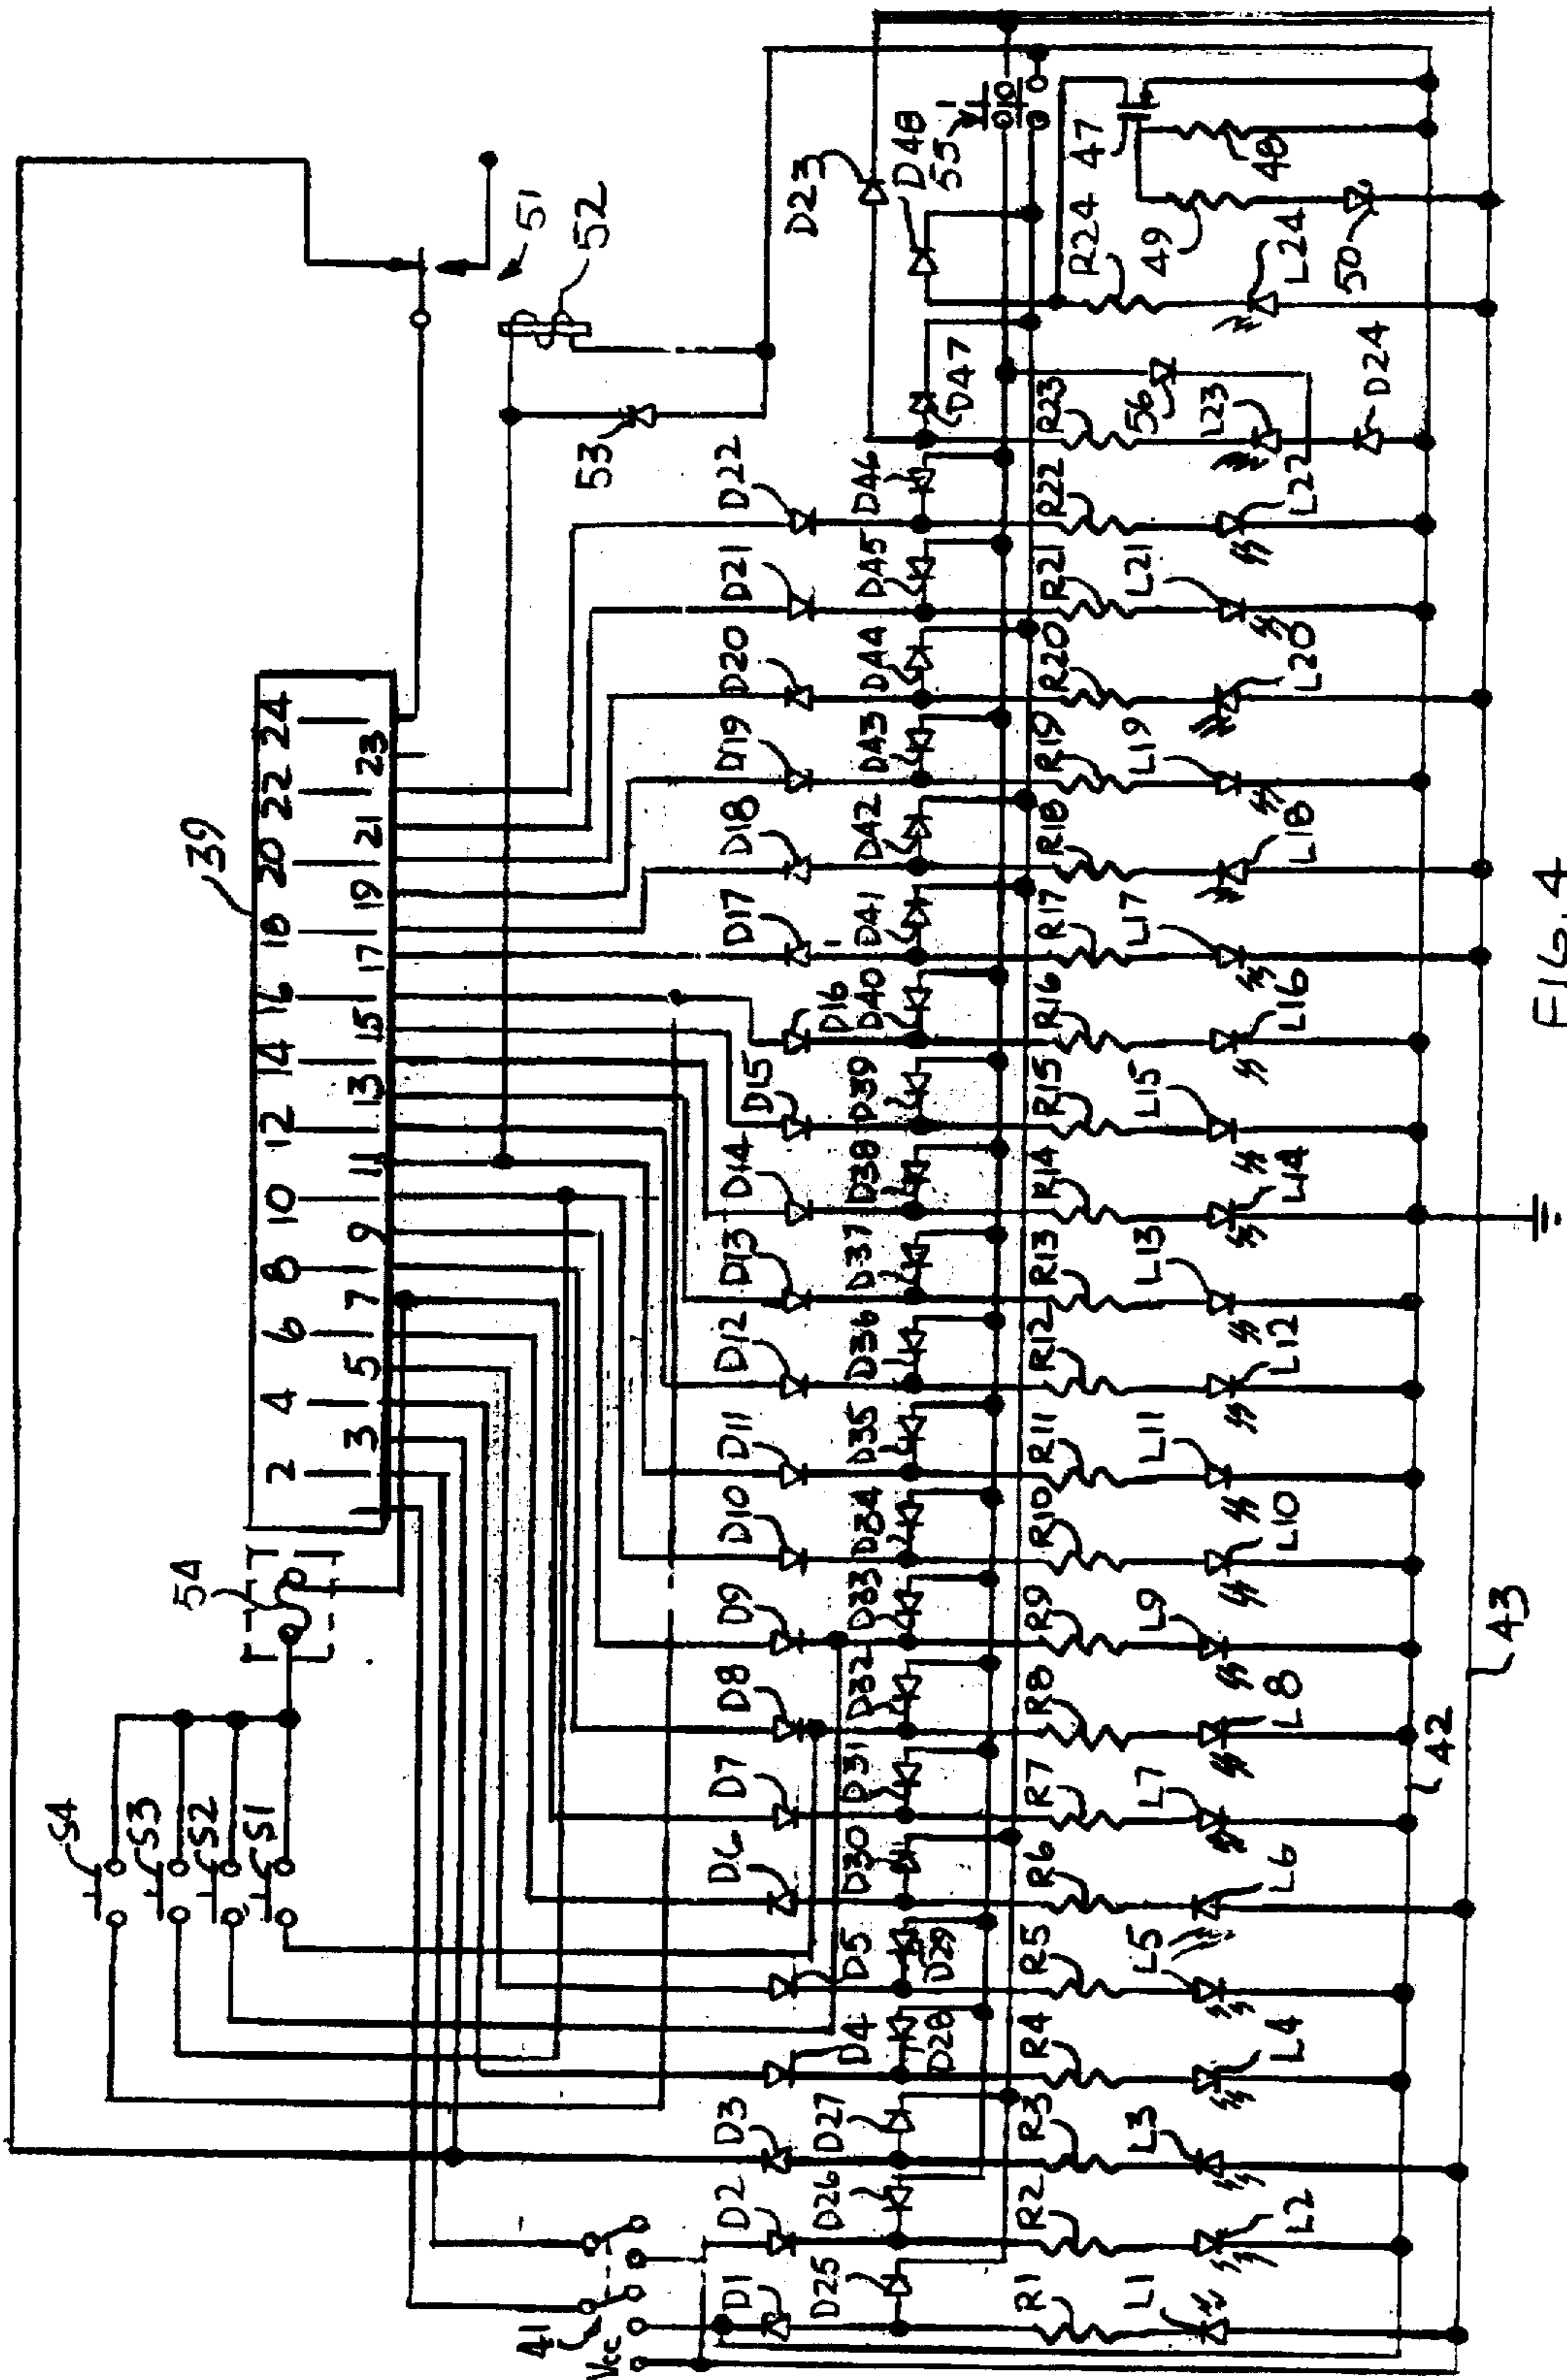 39
2 4 6 8 10 12 14 16 18 20 22 24
1 3 5 7 9 11 13 15 17 19 21 23
54
S4
S3
S2
S1
51
52
53
41
Vcc
D1 D2 D3 D4 D5 D6 D7 D8 D9 D10 D11 D12 D13 D14 D15 D16 D17 D18 D19 D20 D21 D22 D23
D25 D26 D27 D28 D29 D30 D31 D32 D33 D34 D35 D36 D37 D38 D39 D40 D41 D42 D43 D44 D45 D46 D47 D48
55
R1 R2 R3 R4 R5 R6 R7 R8 R9 R10 R11 R12 R13 R14 R15 R16 R17 R18 R19 R20 R21 R22 R23 R24
56
47
48
49
50
L1 L2 L3 L4 L5 L6 L7 L8 L9 L10 L11 L12 L13 L14 L15 L16 L17 L18 L19 L20 L21 L22 L23 L24
D24
42
43
FIG. 4